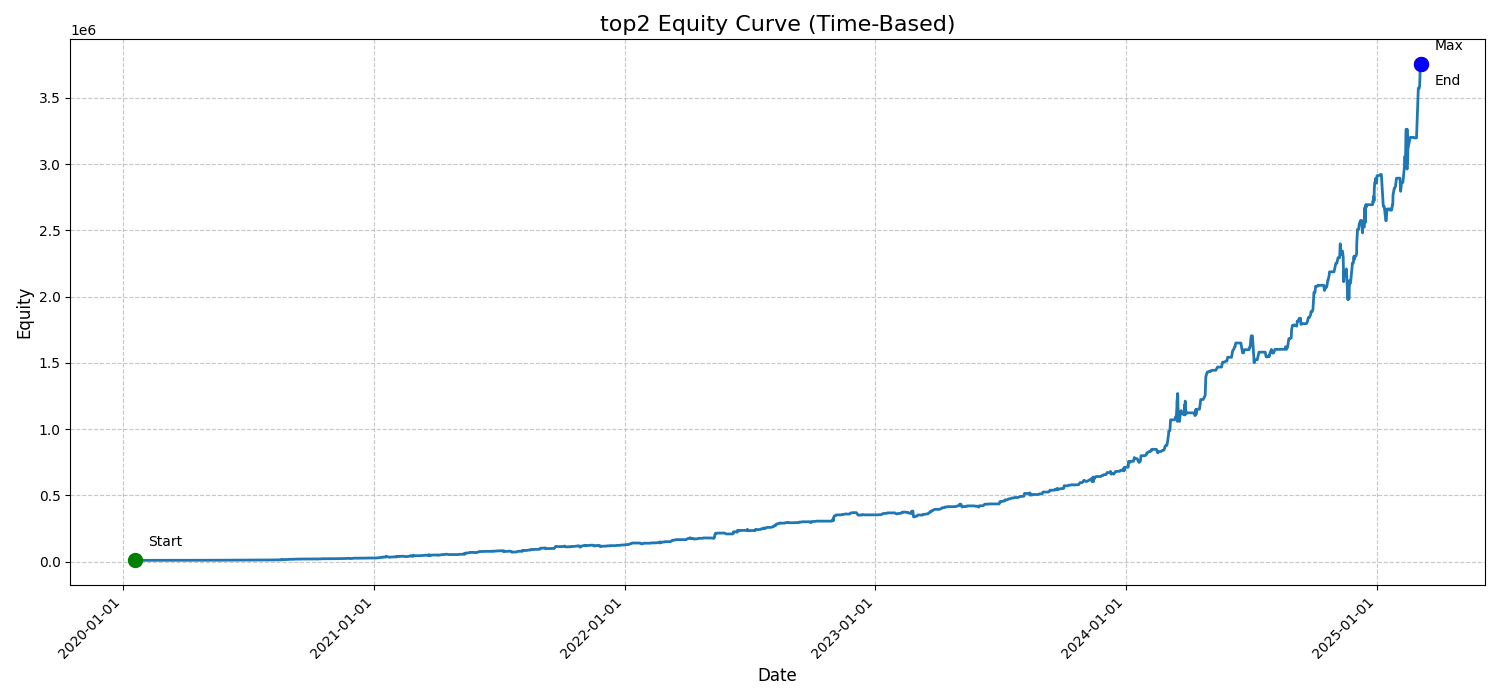 top2 Equity Curve (Time-Based)
1e6
Max
End
3.5
3.0
2.5
2.0
1.5
1.0
0.5
0.0
Equity
Start
2020-01-01
2021-01-01
2022-01-01
2023-01-01
2024-01-01
2025-01-01
Date